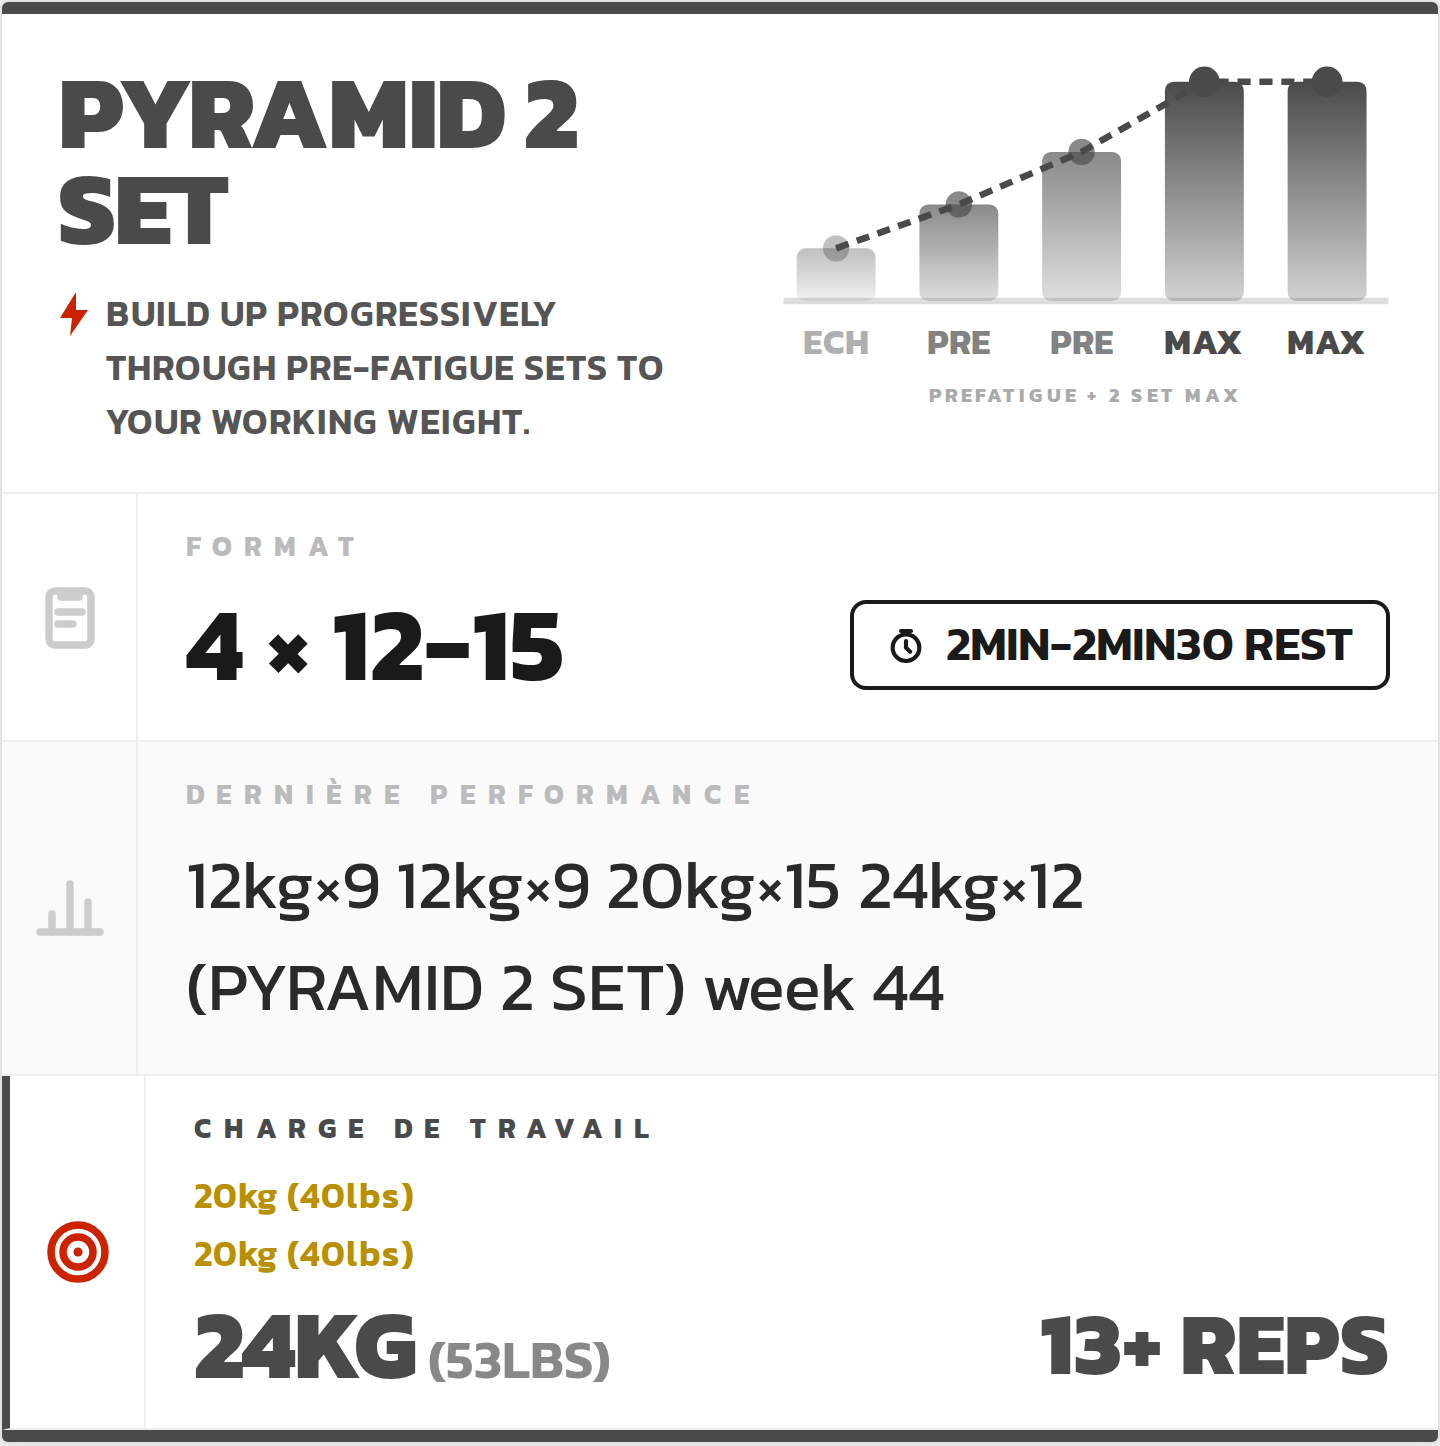 PYRAMID 2
SET
BUILD UP PROGRESSIVELY
THROUGH PRE-FATIGUE SETS TO
YOUR WORKING WEIGHT.
ECH PRE PRE MAX MAX
PREFATIGUE + 2 SET MAX
FORMAT
4 × 12–15
2MIN–2MIN30 REST
DERNIÈRE PERFORMANCE
12kg×9 12kg×9 20kg×15 24kg×12
(PYRAMID 2 SET) week 44
CHARGE DE TRAVAIL
20kg (40lbs)
20kg (40lbs)
24KG (53LBS)
13+ REPS